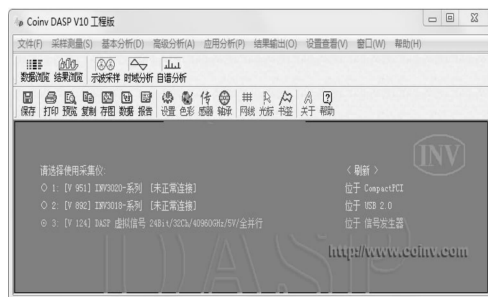 Coinv DASP V10 工程版
文件(F) 采样测量(S) 基本分析(D) 高级分析(A) 应用分析(P) 结果输出(O) 设置查看(V) 窗口(W) 帮助(H)
数据浏览 结果浏览 示波采样 时域分析 自谱分析
保存 打印 预览 复制 存图 数据 报告 设置 色彩 感器 轴承 网线 光标 书签 关于 帮助
INV
请选择使用采集仪: < 刷新 >
1: [V 951] INV3020-系列 [未正常连接] 位于 CompactPCI
2: [V 892] INV3018-系列 [未正常连接] 位于 USB 2.0
3: [V 124] DASP 虚拟信号 24Bit/32Ch/40960GHz/5V/全并行 位于 信号发生器
http://www.coinv.com
DASP